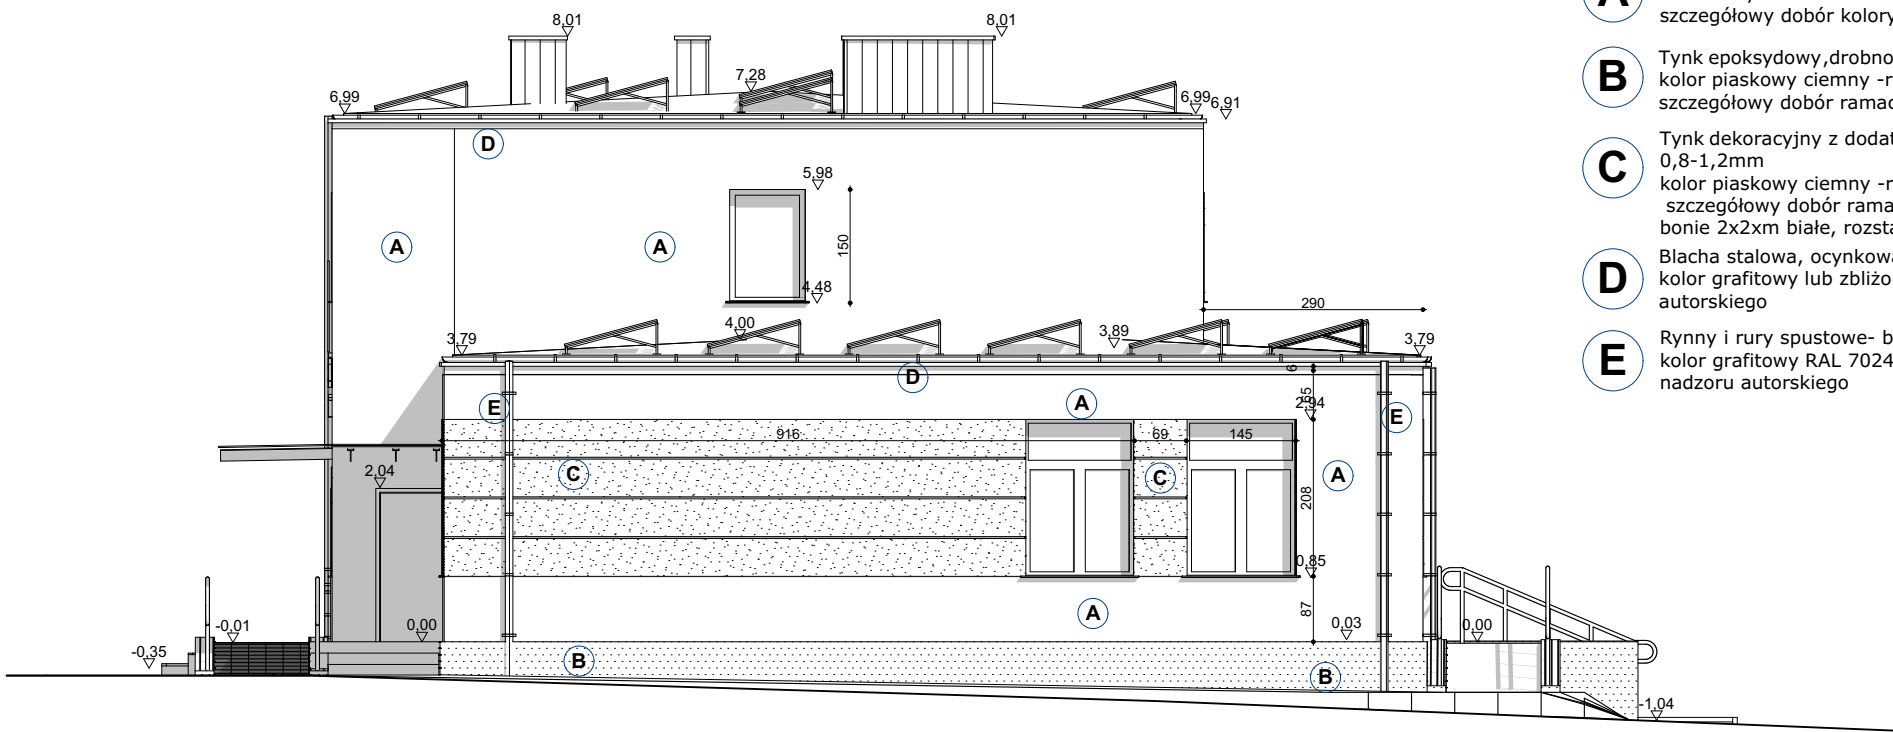 8,01
8,01
7,28
6,99
6,99
6,91
D
5,98
A
A
150
4,48
290
4,00
3,79
3,89
3,79
D
6
65
2,94
E
A
E
916
69
145
2,04
C
C
A
208
0,85
87
A
-0,01
0,00
0,03
0,00
-0,35
B
B
-1,04
A
szczegółowy dobór kolory
B
Tynk epoksydowy,drobno
kolor piaskowy ciemny -r
szczegółowy dobór ramac
C
Tynk dekoracyjny z dodat
0,8-1,2mm
kolor piaskowy ciemny -r
szczegółowy dobór rama
bonie 2x2xm białe, rozsta
D
Blacha stalowa, ocynkowa
kolor grafitowy lub zbliżo
autorskiego
E
Rynny i rury spustowe- b
kolor grafitowy RAL 7024
nadzoru autorskiego